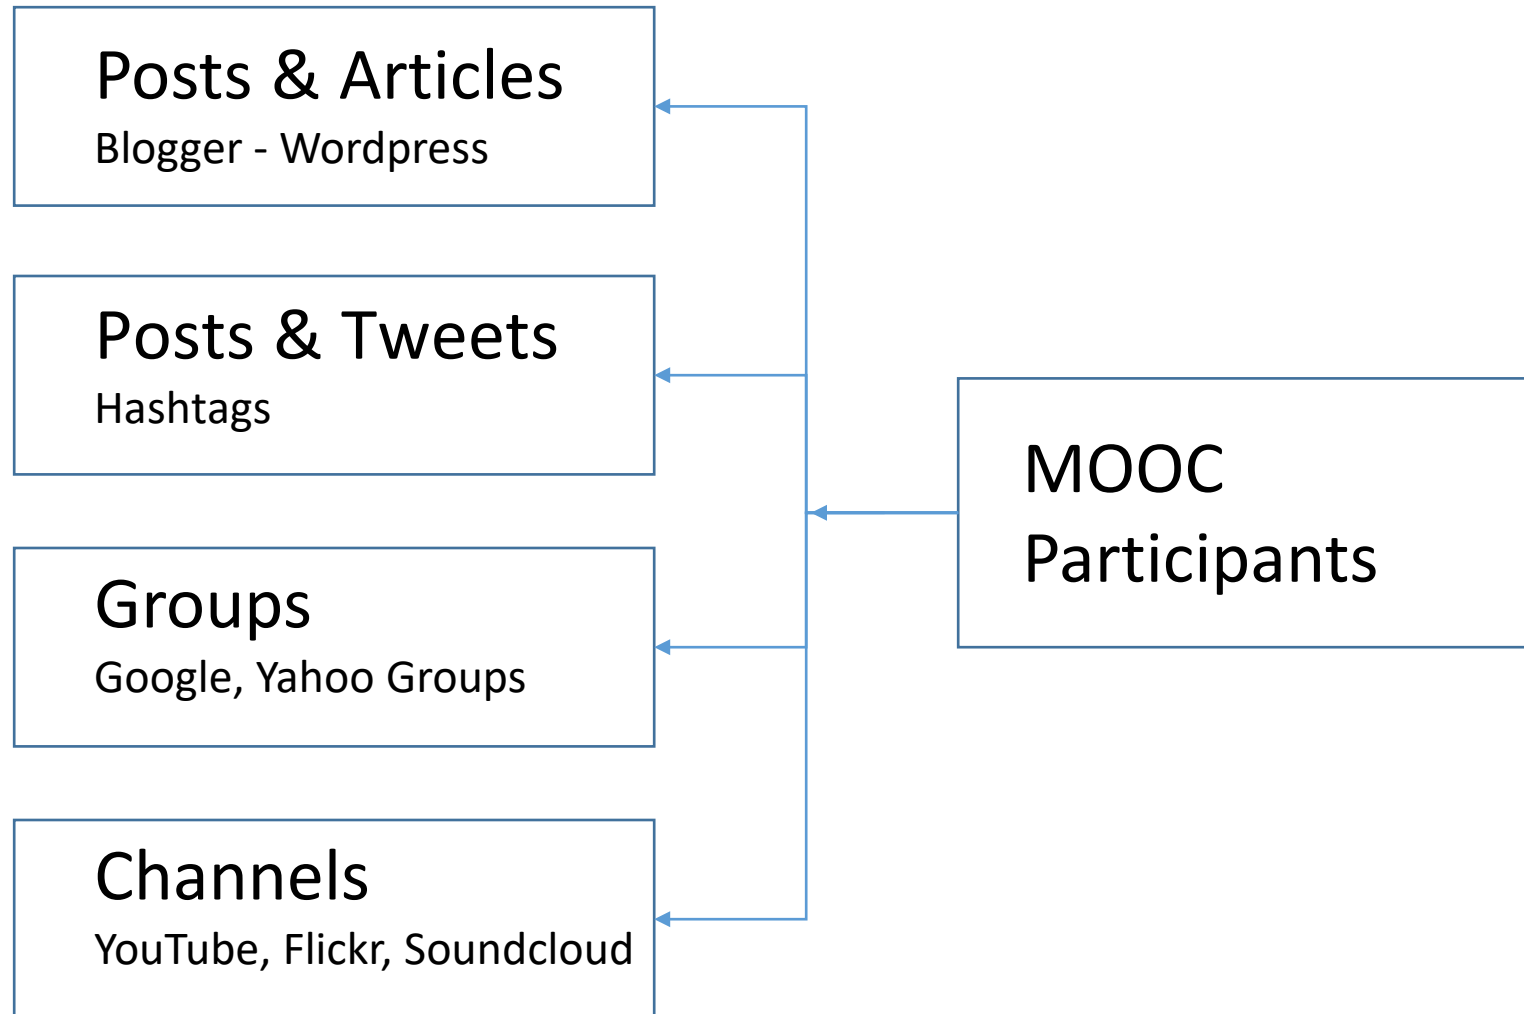 Posts & Articles
Blogger - Wordpress
Posts & Tweets
Hashtags
Groups
Google, Yahoo Groups
Channels
YouTube, Flickr, Soundcloud
MOOC
Participants